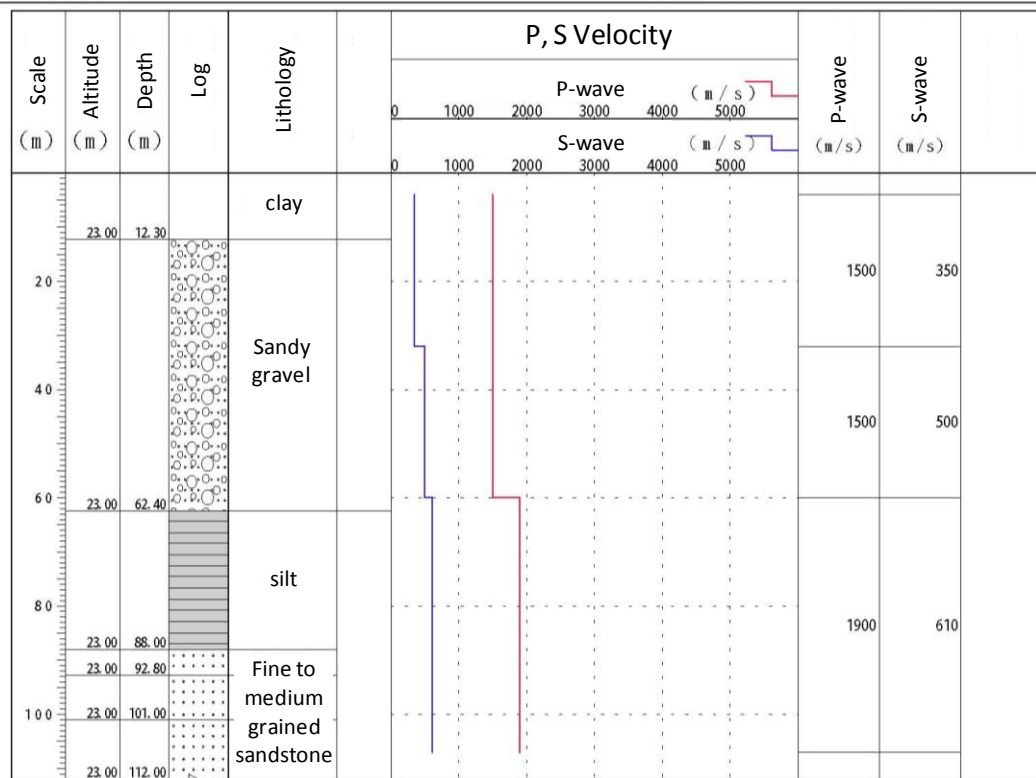 P, S Velocity
Scale
(m)
Altitude
(m)
Depth
(m)
Log
Lithology
P-wave (m/s)
0 1000 2000 3000 4000 5000
S-wave (m/s)
0 1000 2000 3000 4000 5000
P-wave
(m/s)
S-wave
(m/s)
clay
23.00 12.30
20
1500 350
Sandy
gravel
40
1500 500
60
23.00 62.40
silt
80
1900 610
23.00 88.00
23.00 92.80
Fine to
medium
grained
sandstone
100
23.00 101.00
23.00 112.00